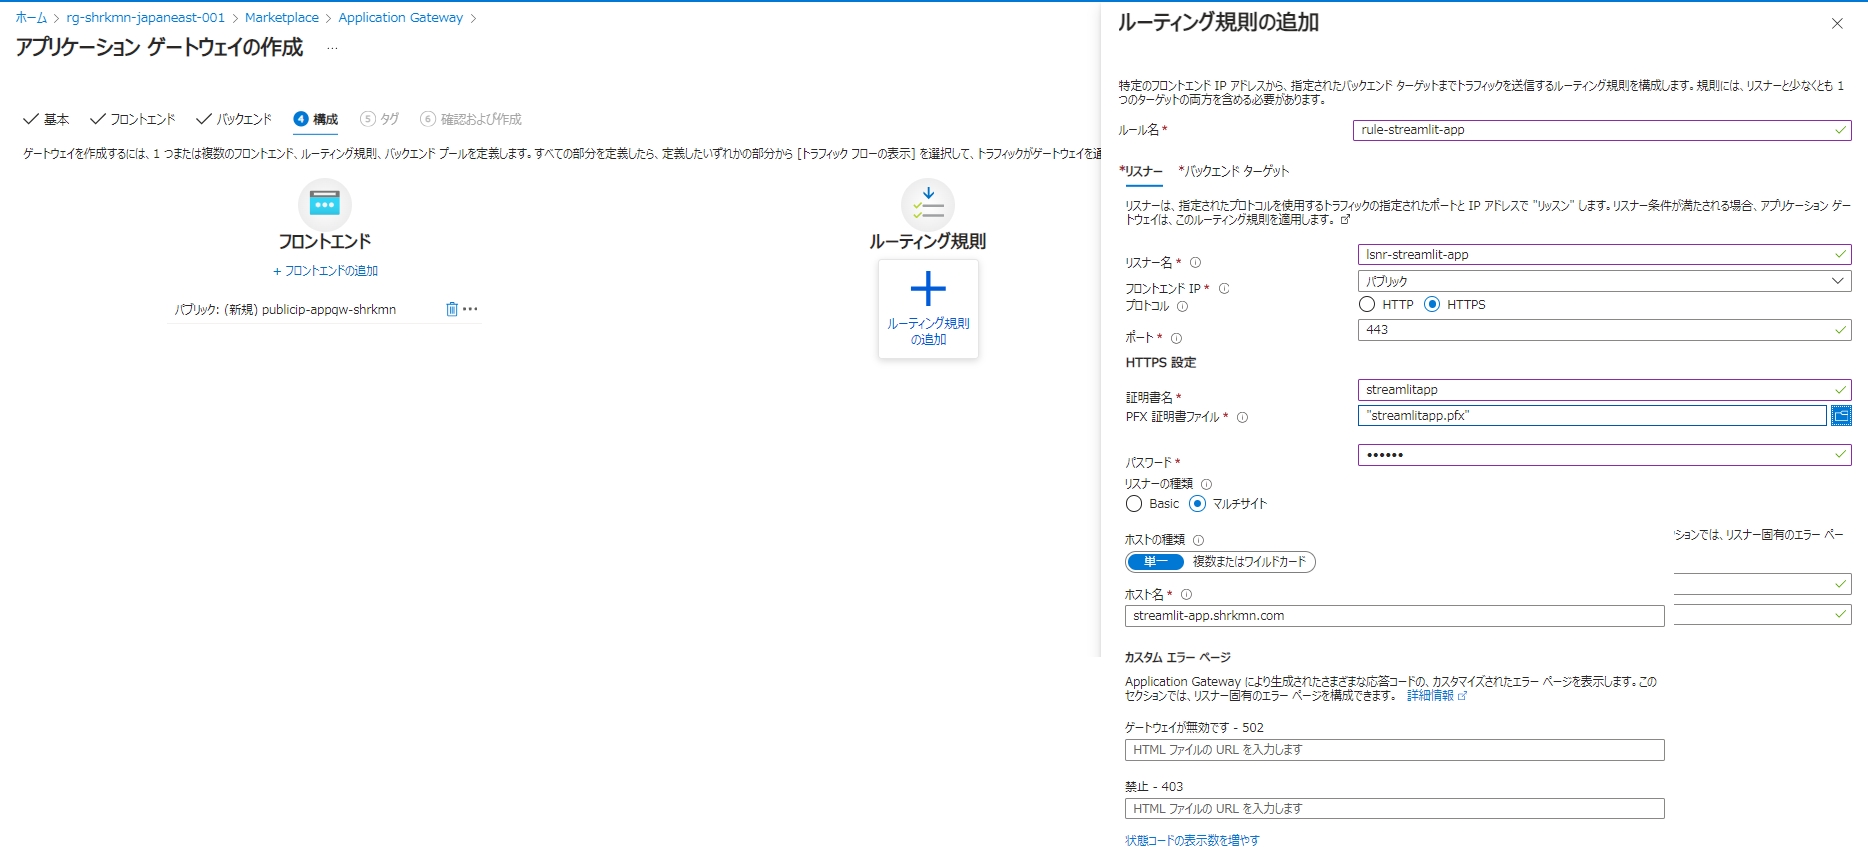 ホーム > rg-shrkmn-japaneast-001 > Marketplace > Application Gateway >
アプリケーション ゲートウェイの作成 …
基本 フロントエンド バックエンド 4 構成 5 タグ 6 確認および作成
ゲートウェイを作成するには、1 つまたは複数のフロントエンド、ルーティング規則、バックエンド プールを定義します。すべての部分を定義したら、定義したいずれかの部分から [トラフィック フローの表示] を選択して、トラフィックがゲートウェイを通
フロントエンド
+ フロントエンドの追加
パブリック: (新規) publicip-appgw-shrkmn
ルーティング規則
ルーティング規則
の追加
ルーティング規則の追加
特定のフロントエンド IP アドレスから、指定されたバックエンド ターゲットまでトラフィックを送信するルーティング規則を構成します。規則には、リスナーと少なくとも 1
つのターゲットの両方を含める必要があります。
ルール名 * rule-streamlit-app
*リスナー *バックエンド ターゲット
リスナーは、指定されたプロトコルを使用するトラフィックの指定されたポートと IP アドレスで "リッスン" します。リスナー条件が満たされる場合、アプリケーション ゲー
トウェイは、このルーティング規則を適用します。
リスナー名 * lsnr-streamlit-app
フロントエンド IP * パブリック
プロトコル HTTP HTTPS
ポート * 443
HTTPS 設定
証明書名 * streamlitapp
PFX 証明書ファイル * "streamlitapp.pfx"
パスワード * ••••••
リスナーの種類
Basic マルチサイト
ションでは、リスナー固有のエラー ペー
ホストの種類
単一 複数またはワイルドカード
ホスト名 *
streamlit-app.shrkmn.com
カスタム エラー ページ
Application Gateway により生成されたさまざまな応答コードの、カスタマイズされたエラー ページを表示します。この
セクションでは、リスナー固有のエラー ページを構成できます。 詳細情報
ゲートウェイが無効です - 502
HTML ファイルの URL を入力します
禁止 - 403
HTML ファイルの URL を入力します
状態コードの表示数を増やす